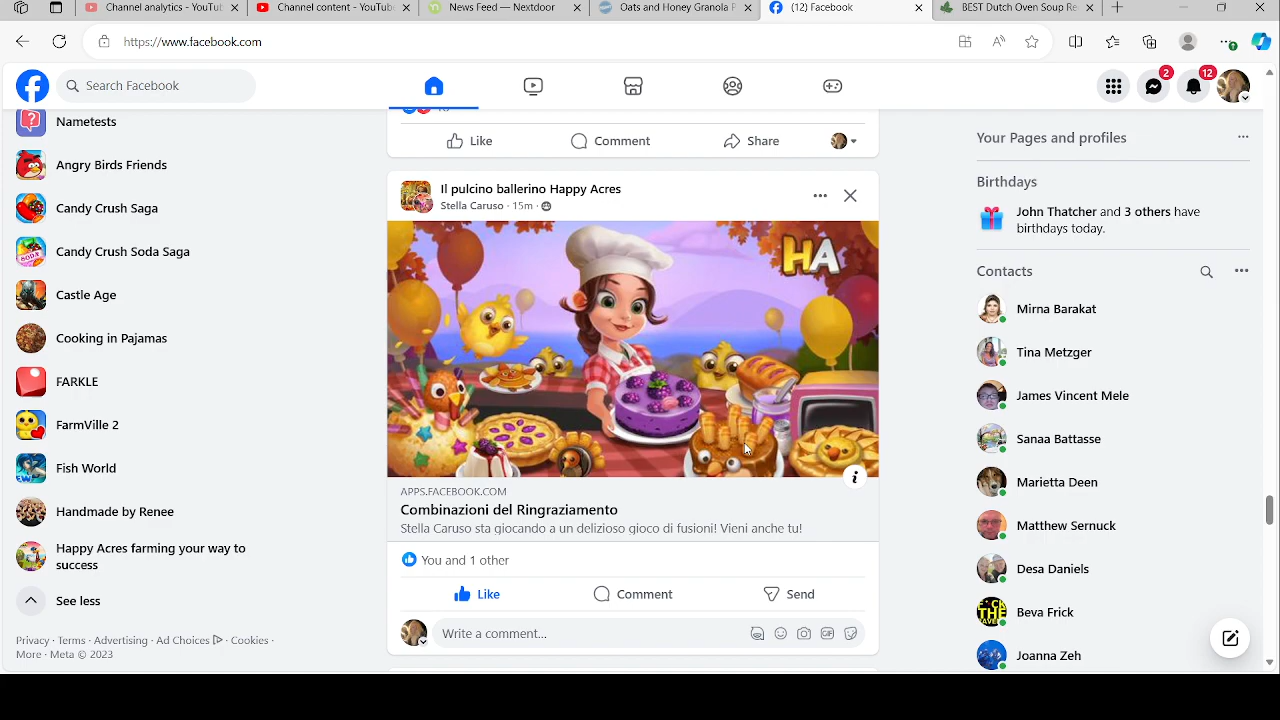 Channel analytics - YouTub
Channel content - YouTub
News Feed — Nextdoor
Oats and Honey Granola P
(12) Facebook
BEST Dutch Oven Soup Re
https://www.facebook.com
Search Facebook
2
12
Nametests
Angry Birds Friends
Candy Crush Saga
Candy Crush Soda Saga
Castle Age
Cooking in Pajamas
FARKLE
FarmVille 2
Fish World
Handmade by Renee
Happy Acres farming your way to
success
See less
Privacy · Terms · Advertising · Ad Choices · Cookies ·
More · Meta © 2023
Like
Comment
Share
Il pulcino ballerino Happy Acres
Stella Caruso · 15m ·
HA
APPS.FACEBOOK.COM
Combinazioni del Ringraziamento
Stella Caruso sta giocando a un delizioso gioco di fusioni! Vieni anche tu!
You and 1 other
Like
Comment
Send
Write a comment...
GIF
Your Pages and profiles
Birthdays
John Thatcher and 3 others have
birthdays today.
Contacts
Mirna Barakat
Tina Metzger
James Vincent Mele
Sanaa Battasse
Marietta Deen
Matthew Sernuck
Desa Daniels
Beva Frick
Joanna Zeh